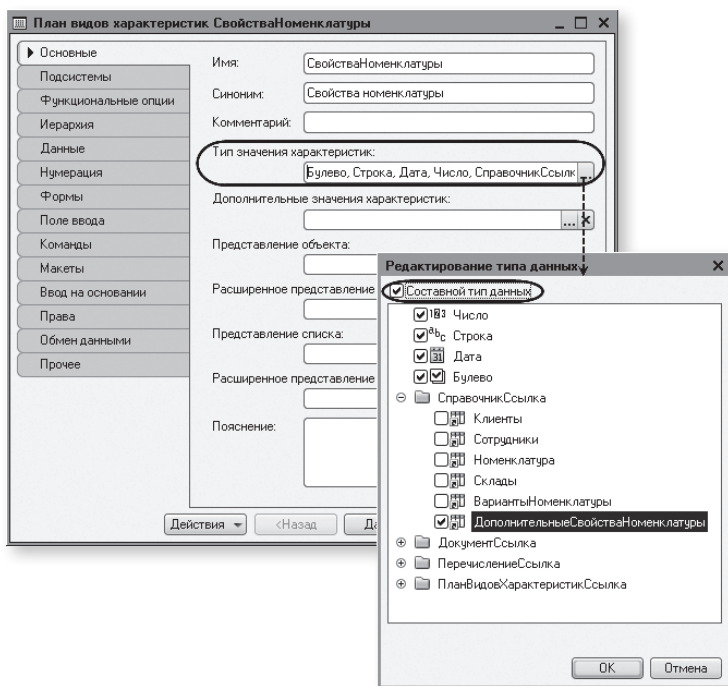 План видов характеристик СвойстваНоменклатуры
Основные
Подсистемы
Функциональные опции
Иерархия
Данные
Нумерация
Формы
Поле ввода
Команды
Макеты
Ввод на основании
Права
Обмен данными
Прочее
Имя: СвойстваНоменклатуры
Синоним: Свойства номенклатуры
Комментарий:
Тип значения характеристик:
Булево, Строка, Дата, Число, СправочникСсылк ...
Дополнительные значения характеристик:
... x
Представление объекта:
Расширенное представление
Представление списка:
Расширенное представление
Пояснение:
Действия <Назад Да
Редактирование типа данных
Составной тип данных
Число
Строка
Дата
Булево
СправочникСсылка
Клиенты
Сотрудники
Номенклатура
Склады
ВариантыНоменклатуры
ДополнительныеСвойстваНоменклатуры
ДокументСсылка
ПеречислениеСсылка
ПланВидовХарактеристикСсылка
OK Отмена